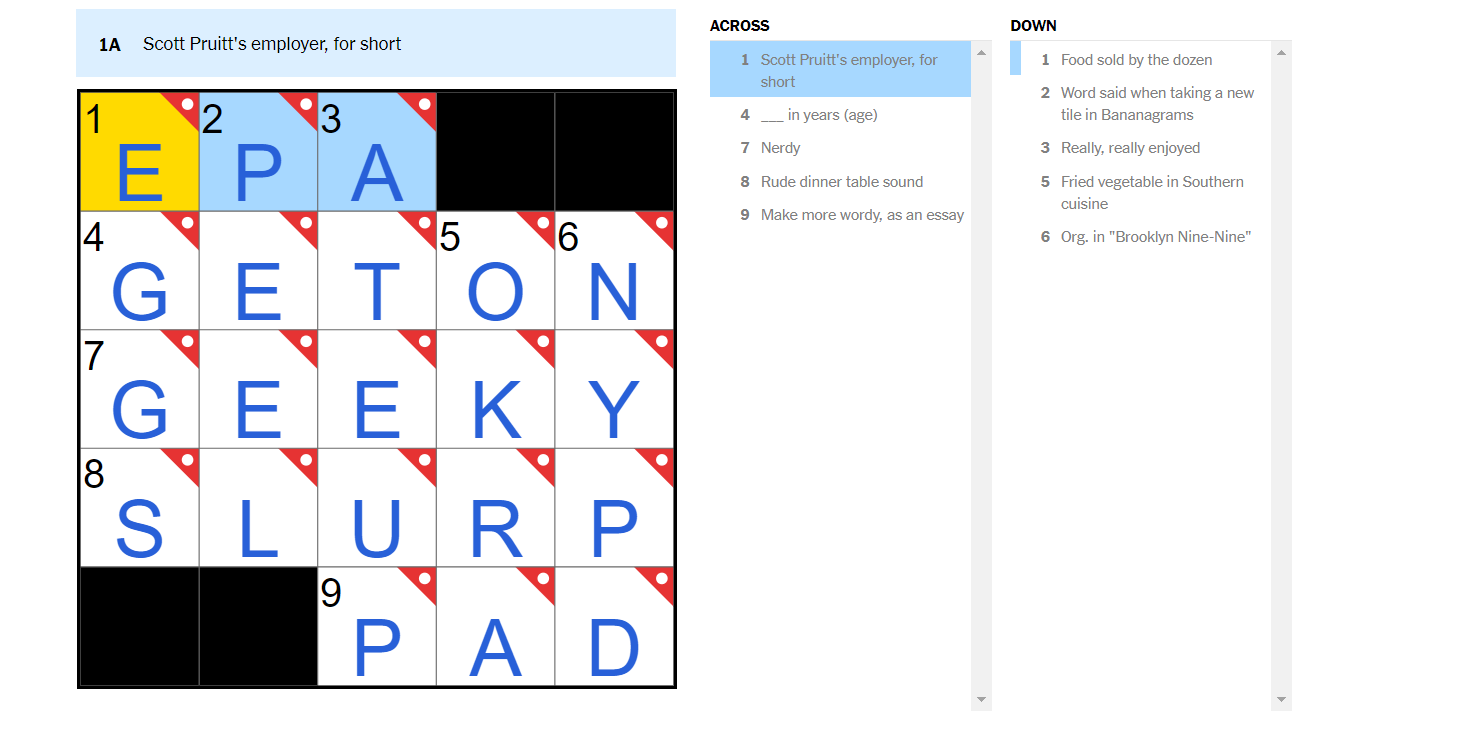 1A Scott Pruitt's employer, for short
1 2 3
E P A
4 5 6
G E T O N
7
G E E K Y
8
S L U R P
9
P A D
ACROSS
1 Scott Pruitt's employer, for
short
4 ___ in years (age)
7 Nerdy
8 Rude dinner table sound
9 Make more wordy, as an essay
DOWN
1 Food sold by the dozen
2 Word said when taking a new
tile in Bananagrams
3 Really, really enjoyed
5 Fried vegetable in Southern
cuisine
6 Org. in "Brooklyn Nine-Nine"